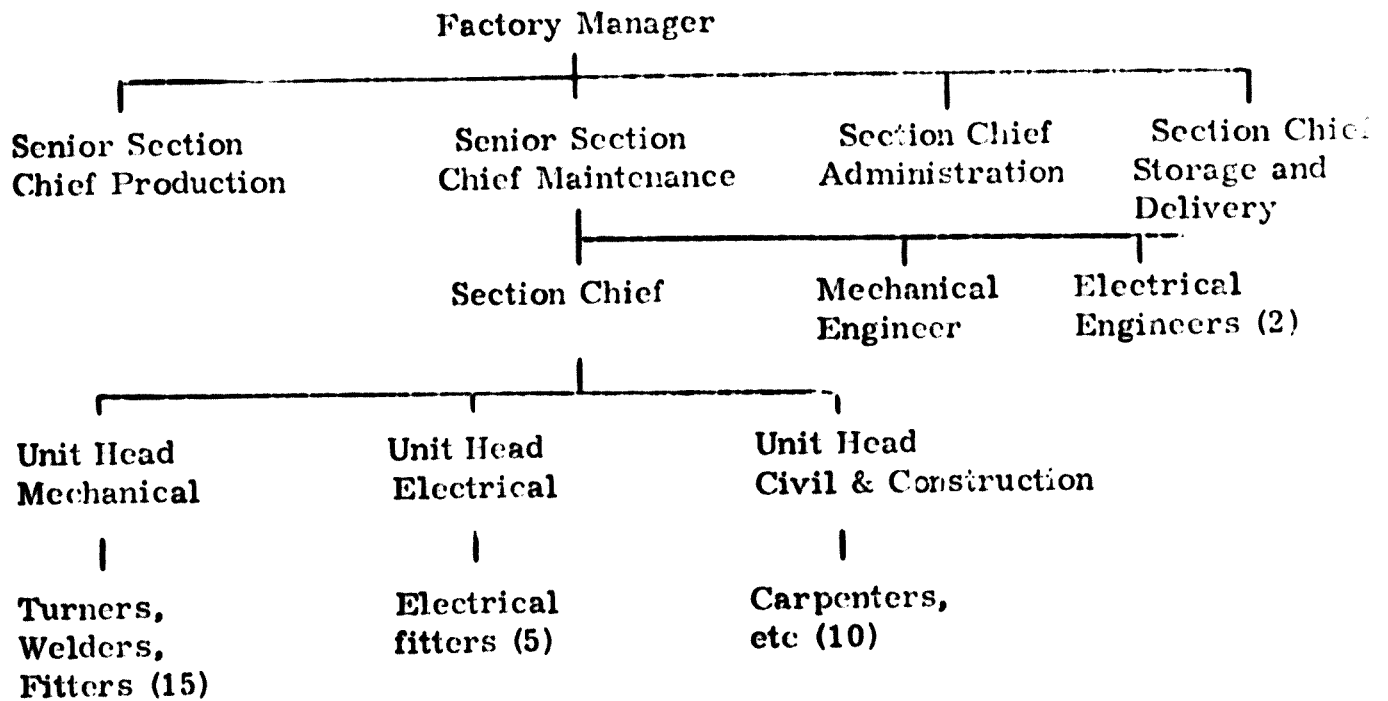 Factory Manager
Senior Section
Chief Production
Senior Section
Chief Maintenance
Section Chief
Administration
Section Chief
Storage and
Delivery
Section Chief
Mechanical
Engineer
Electrical
Engineers (2)
Unit Head
Mechanical
Unit Head
Electrical
Unit Head
Civil & Construction
Turners,
Welders,
Fitters (15)
Electrical
fitters (5)
Carpenters,
etc (10)